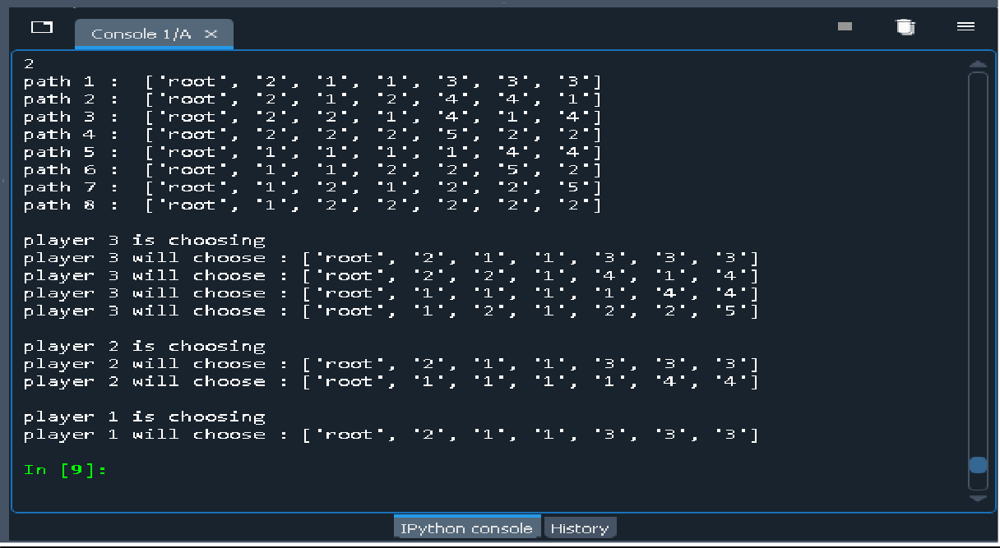 Console 1/A ×
2
path 1 :  ['root', '2', '1', '1', '3', '3', '3']
path 2 :  ['root', '2', '1', '2', '4', '4', '1']
path 3 :  ['root', '2', '2', '1', '4', '1', '4']
path 4 :  ['root', '2', '2', '2', '5', '2', '2']
path 5 :  ['root', '1', '1', '1', '1', '4', '4']
path 6 :  ['root', '1', '1', '2', '2', '5', '2']
path 7 :  ['root', '1', '2', '1', '2', '2', '5']
path 8 :  ['root', '1', '2', '2', '2', '2', '2']
player 3 is choosing
player 3 will choose : ['root', '2', '1', '1', '3', '3', '3']
player 3 will choose : ['root', '2', '2', '1', '4', '1', '4']
player 3 will choose : ['root', '1', '1', '1', '1', '4', '4']
player 3 will choose : ['root', '1', '2', '1', '2', '2', '5']
player 2 is choosing
player 2 will choose : ['root', '2', '1', '1', '3', '3', '3']
player 2 will choose : ['root', '1', '1', '1', '1', '4', '4']
player 1 is choosing
player 1 will choose : ['root', '2', '1', '1', '3', '3', '3']
In [9]:
IPython console History